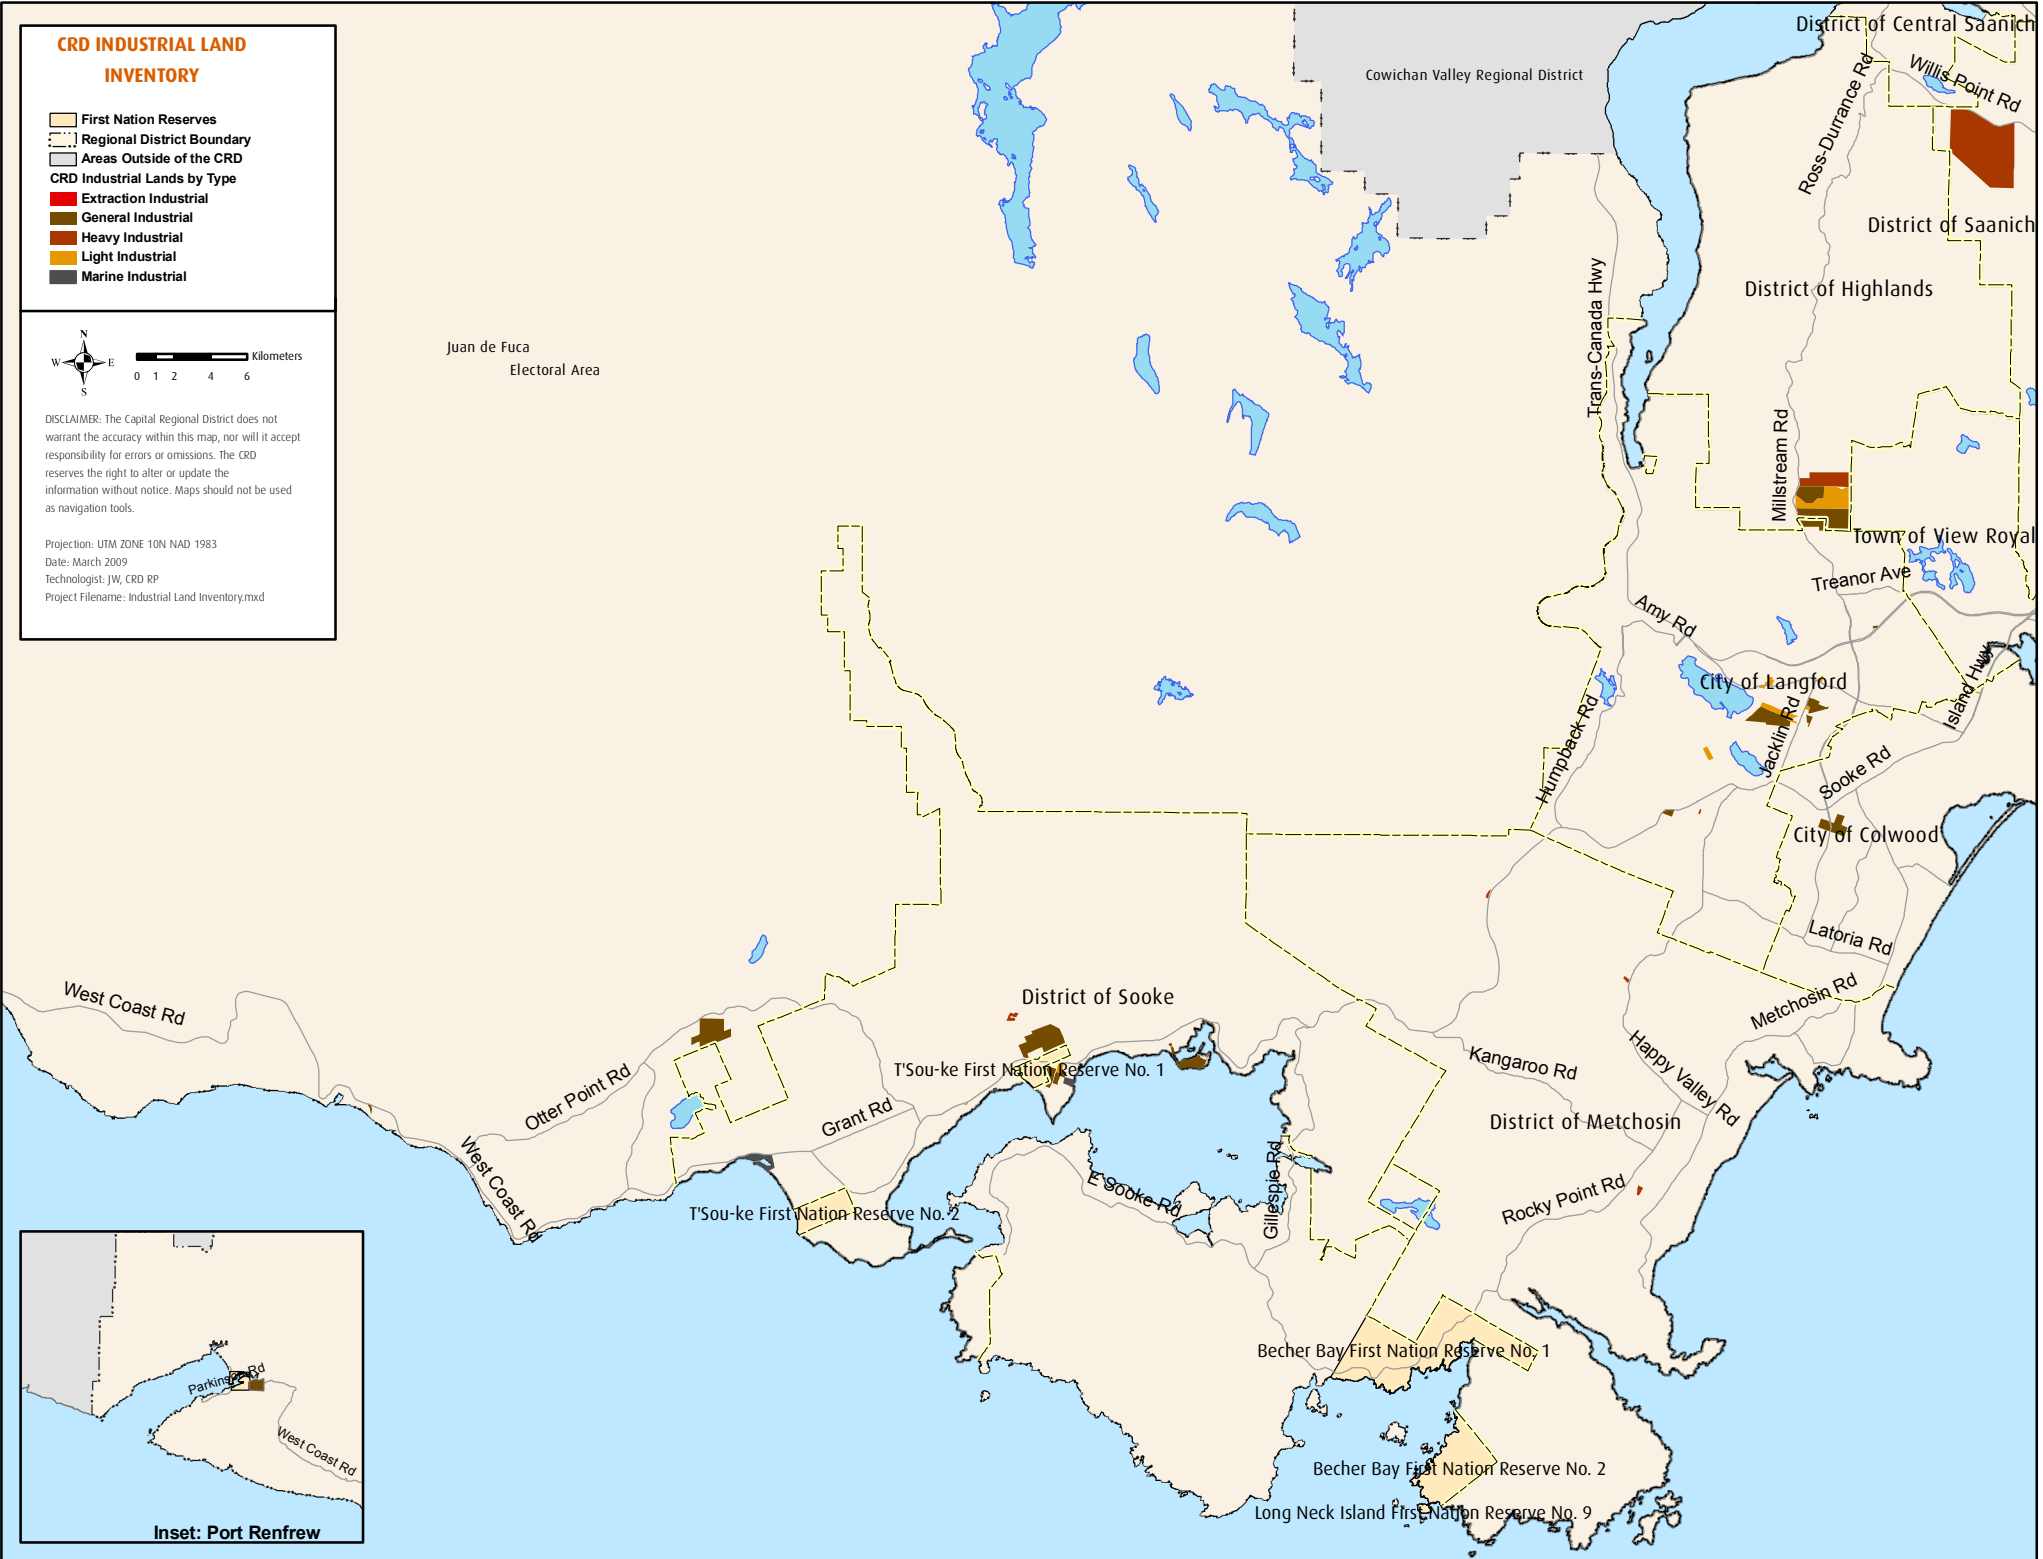 CRD INDUSTRIAL LAND
INVENTORY
First Nation Reserves
Regional District Boundary
Areas Outside of the CRD
CRD Industrial Lands by Type
Extraction Industrial
General Industrial
Heavy Industrial
Light Industrial
Marine Industrial
N
W
E
S
Kilometers
0 1 2 4 6
DISCLAIMER: The Capital Regional District does not
warrant the accuracy within this map, nor will it accept
responsibility for errors or omissions. The CRD
reserves the right to alter or update the
information without notice. Maps should not be used
as navigation tools.
Projection: UTM ZONE 10N NAD 1983
Date: March 2009
Technologist: JW, CRD RP
Project Filename: Industrial Land Inventory.mxd
Juan de Fuca
Electoral Area
Cowichan Valley Regional District
District of Central Saanich
Willis Point Rd
Ross-Durrance Rd
District of Saanich
District of Highlands
Trans-Canada Hwy
Millstream Rd
Town of View Royal
Treanor Ave
Amy Rd
Island Hwy
City of Langford
Humpback Rd
Jacklin Rd
Sooke Rd
City of Colwood
Latoria Rd
Metchosin Rd
West Coast Rd
District of Sooke
Happy Valley Rd
Kangaroo Rd
T'Sou-ke First Nation Reserve No. 1
Otter Point Rd
Grant Rd
District of Metchosin
West Coast Rd
Gillespie Rd
E Sooke Rd
Rocky Point Rd
T'Sou-ke First Nation Reserve No. 2
Becher Bay First Nation Reserve No. 1
Becher Bay First Nation Reserve No. 2
Long Neck Island First Nation Reserve No. 9
Parkinson Rd
West Coast Rd
Inset: Port Renfrew